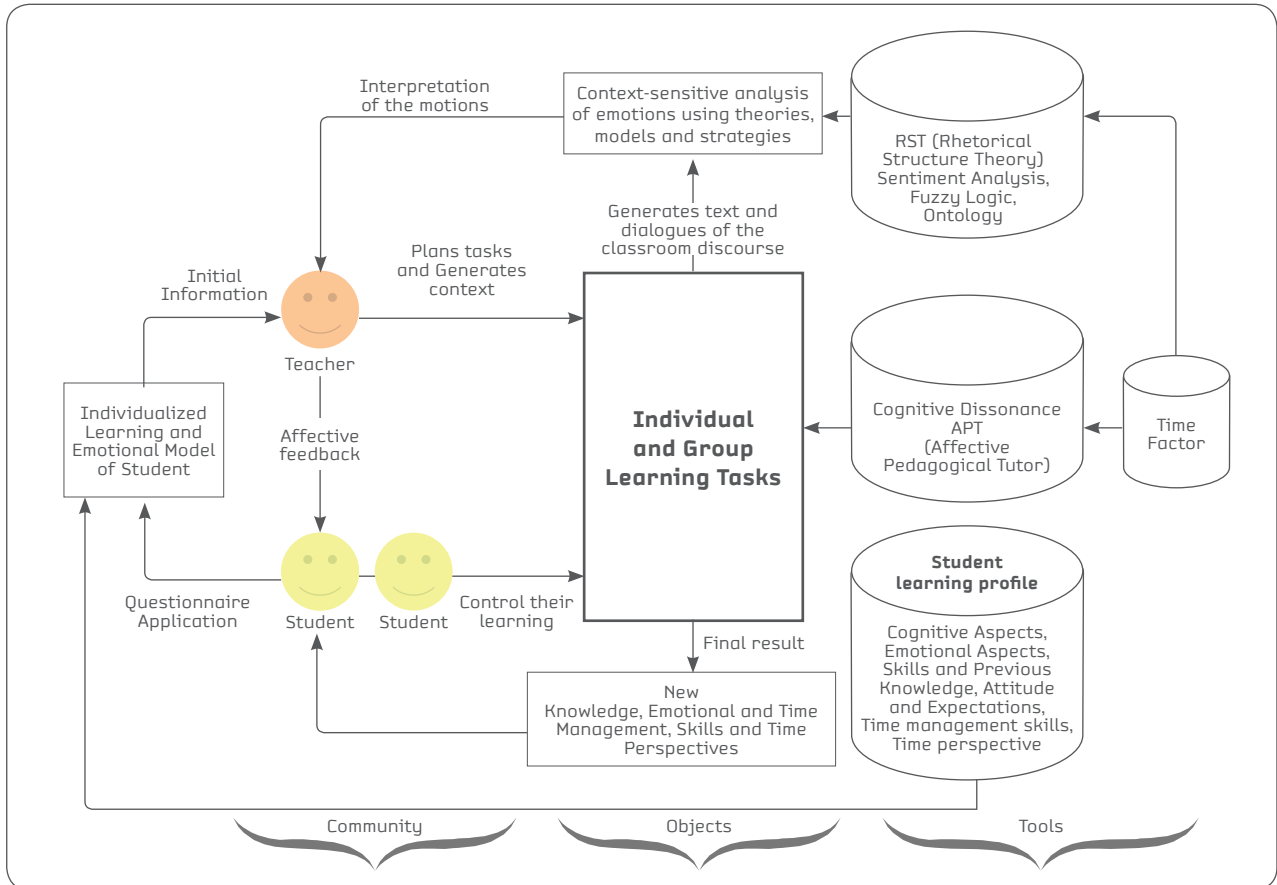 Interpretation
of the motions
Context-sensitive analysis
of emotions using theories,
models and strategies
RST (Rhetorical
Structure Theory)
Sentiment Analysis,
Fuzzy Logic,
Ontology
Generates text and
dialogues of the
classroom discourse
Plans tasks
and Generates
context
Initial
Information
Teacher
Individualized
Learning and
Emotional Model
of Student
Affective
feedback
Individual
and Group
Learning Tasks
Cognitive Dissonance
APT
(Affective
Pedagogical Tutor)
Time
Factor
Questionnaire
Application
Student
Student
Control their
learning
Student
learning profile
Cognitive Aspects,
Emotional Aspects,
Skills and Previous
Knowledge, Attitude
and Expectations,
Time management skills,
Time perspective
Final result
New
Knowledge, Emotional and Time
Management, Skills and Time
Perspectives
Community
Objects
Tools